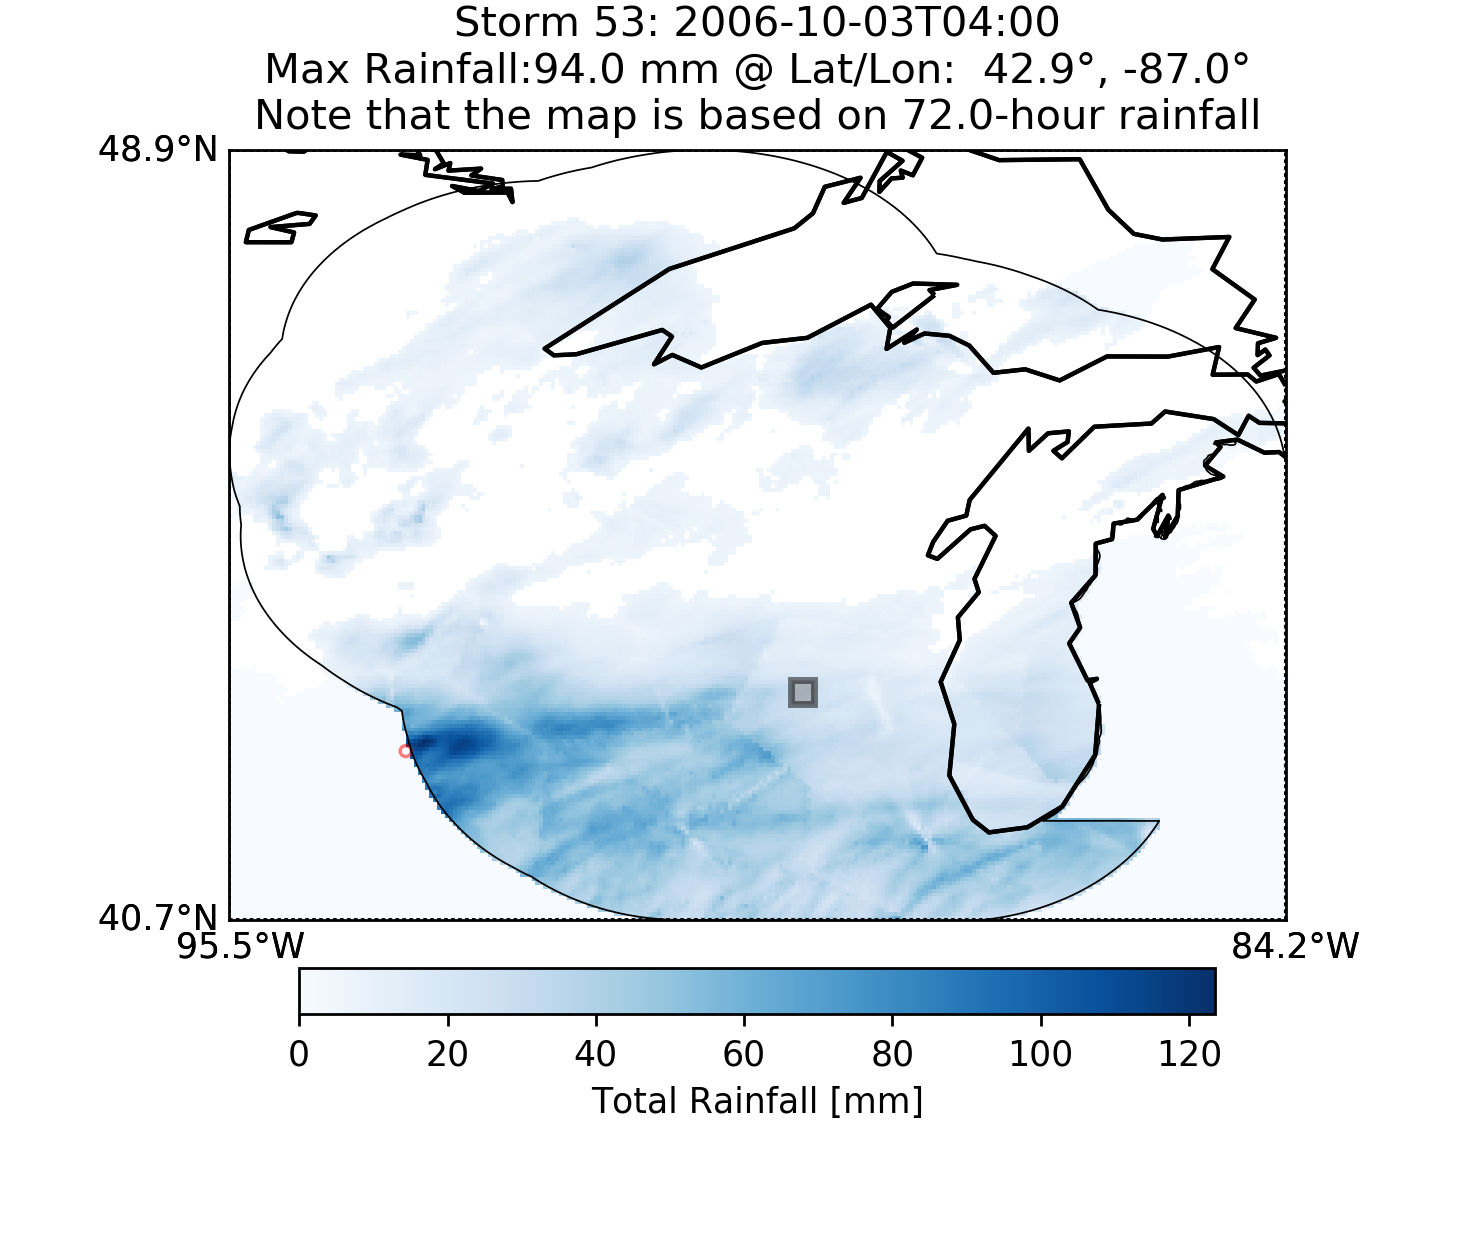 Storm 53: 2006-10-03T04:00
Max Rainfall:94.0 mm @ Lat/Lon:  42.9°, -87.0°
Note that the map is based on 72.0-hour rainfall
48.9°N
40.7°N
95.5°W 84.2°W
0 20 40 60 80 100 120
Total Rainfall [mm]